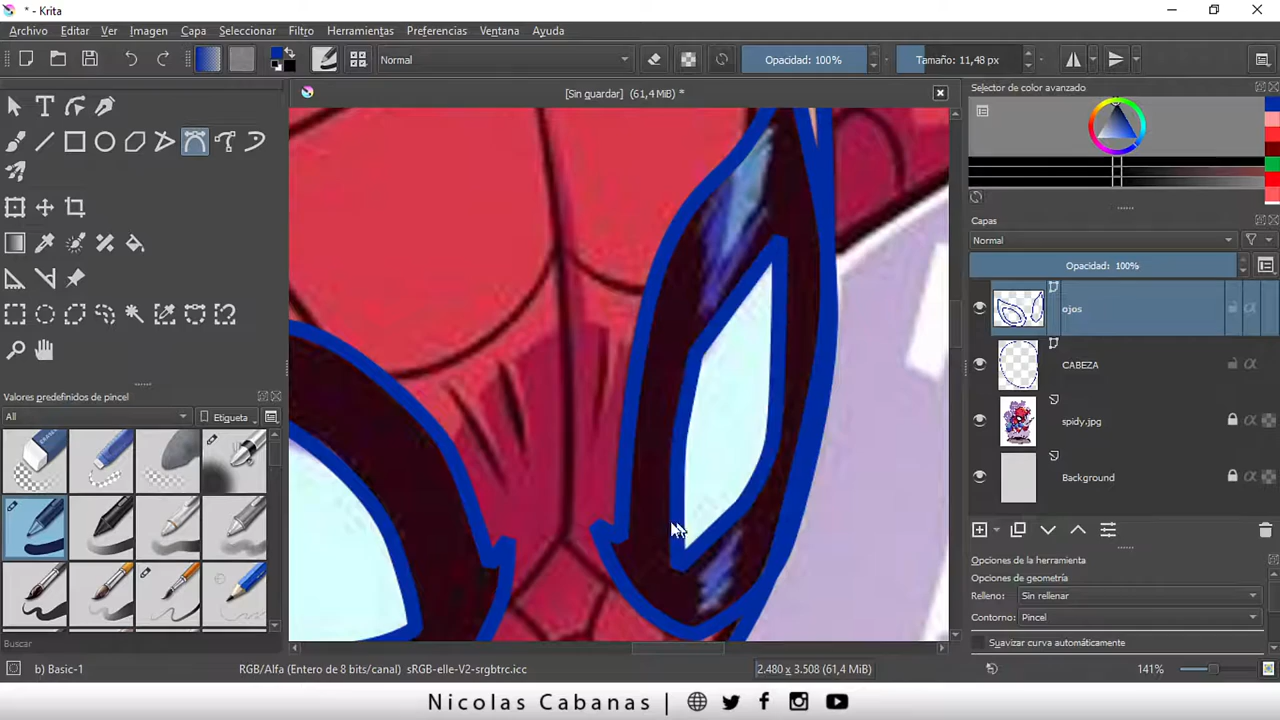 * - Krita
Archivo Editar Ver Imagen Capa Seleccionar Filtro Herramientas Preferencias Ventana Ayuda
Normal Opacidad: 100% Tamaño: 11,48 px
[Sin guardar] (61,4 MiB) *
Selector de color avanzado
Capas
Normal
Opacidad: 100%
ojos
CABEZA
spidy.jpg
Background
Valores predefinidos de pincel
All Etiqueta
Buscar
Opciones de la herramienta
Opciones de geometría
Relleno: Sin rellenar
Contorno: Pincel
Suavizar curva automáticamente
b) Basic-1 RGB/Alfa (Entero de 8 bits/canal) sRGB-elle-V2-srgbtrc.icc 2.480 x 3.508 (61,4 MiB) 141%
Nicolas Cabanas |